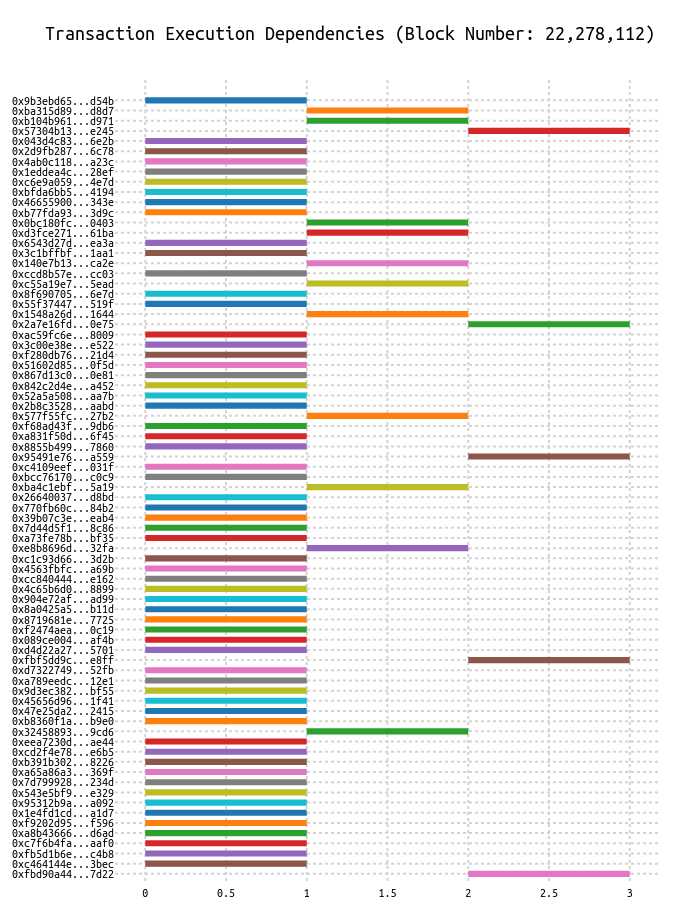 Transaction Execution Dependencies (Block Number: 22,278,112)
0x9b3ebd65...d54b
0xba315d89...d8d7
0xb104b961...d971
0x57304b13...e245
0x043d4c83...6e2b
0x2d9fb287...6c78
0x4ab0c118...a23c
0x1eddea4c...28ef
0xc6e9a059...4e7d
0xbfda6bb5...4194
0x46655900...343e
0xb77fda93...3d9c
0x0bc180fc...0403
0xd3fce271...61ba
0x6543d27d...ea3a
0x3c1bffbf...1aa1
0x140e7b13...ca2e
0xccd8b57e...cc03
0xc55a19e7...5ead
0x8f690705...6e7d
0x55f37447...519f
0x1548a26d...1644
0x2a7e16fd...0e75
0xac59fc6e...8009
0x3c00e38e...e522
0xf280db76...21d4
0x51602d85...0f5d
0x867d13c0...0e81
0x842c2d4e...a452
0x52a5a508...aa7b
0x2b8c3528...aabd
0x577f55fc...27b2
0xf68ad43f...9db6
0xa831f50d...6f45
0x8855b499...7860
0x95491e76...a559
0xc4109eef...031f
0xbcc76170...c0c9
0xba4c1ebf...5a19
0x26640037...d8bd
0x770fb60c...84b2
0x39b07c3e...eab4
0x7d44d5f1...8c86
0xa73fe78b...bf35
0xe8b8696d...32fa
0xc1c93d66...3d2b
0x4563fbfc...a69b
0xcc840444...e162
0x4c65b6d0...8899
0x904e72af...ad99
0x8a0425a5...b11d
0x8719681e...7725
0xf2474aea...0c19
0x089ce004...af4b
0xd4d22a27...5701
0xfbf5dd9c...e8ff
0xd7322749...52fb
0xa789eedc...12e1
0x9d3ec382...bf55
0x45656d96...1f41
0x47e25da2...2415
0xb8360f1a...b9e0
0x32458893...9cd6
0xeea7230d...ae44
0xcd2f4e78...e6b5
0xb391b302...8226
0xa65a86a3...369f
0x7d799928...234d
0x543e5bf9...e329
0x95312b9a...a092
0x1e4fd1cd...a1d7
0xf9202d95...f596
0xa8b43666...d6ad
0xc7f6b4fa...aaf0
0xfb5d1b6e...c4b8
0xc464144e...3bec
0xfbd90a44...7d22
0 0.5 1 1.5 2 2.5 3